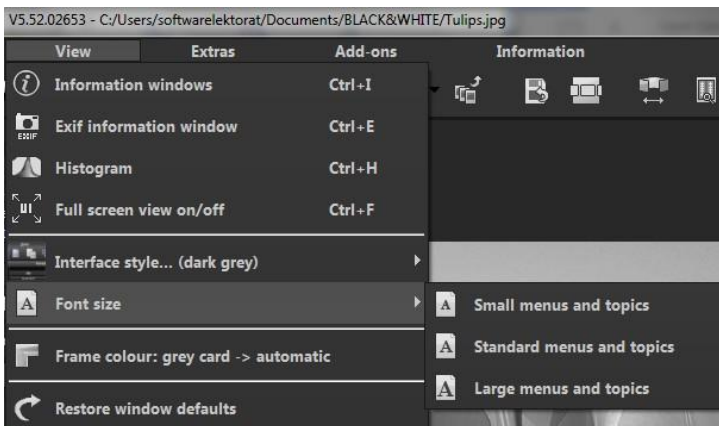 V5.52.02653 - C:/Users/softwarelektorat/Documents/BLACK&WHITE/Tulips.jpg
View Extras Add-ons Information
Information windows Ctrl+I
EXIF Exif information window Ctrl+E
Histogram Ctrl+H
UI Full screen view on/off Ctrl+F
Interface style... (dark grey)
A Font size
A Small menus and topics
A Standard menus and topics
Frame colour: grey card -> automatic
A Large menus and topics
Restore window defaults